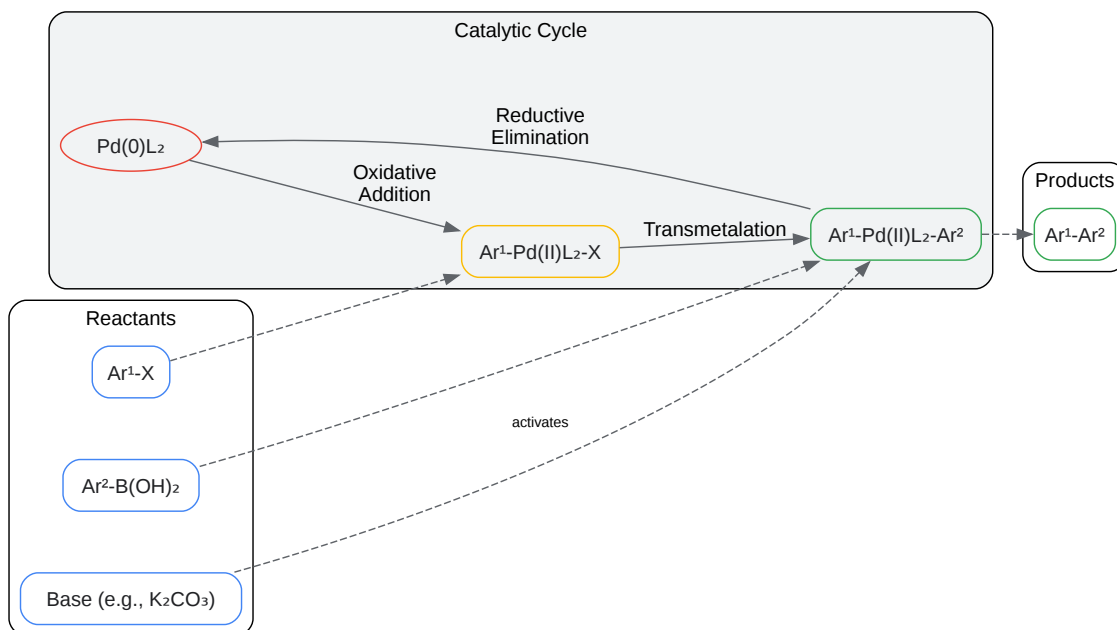 Catalytic Cycle
Reductive
Elimination
Pd(0)L₂
Oxidative
Addition
Products
Transmetalation
Ar¹-Pd(II)L₂-X
Ar¹-Pd(II)L₂-Ar²
Ar¹-Ar²
Reactants
Ar¹-X
activates
Ar²-B(OH)₂
Base (e.g., K₂CO₃)